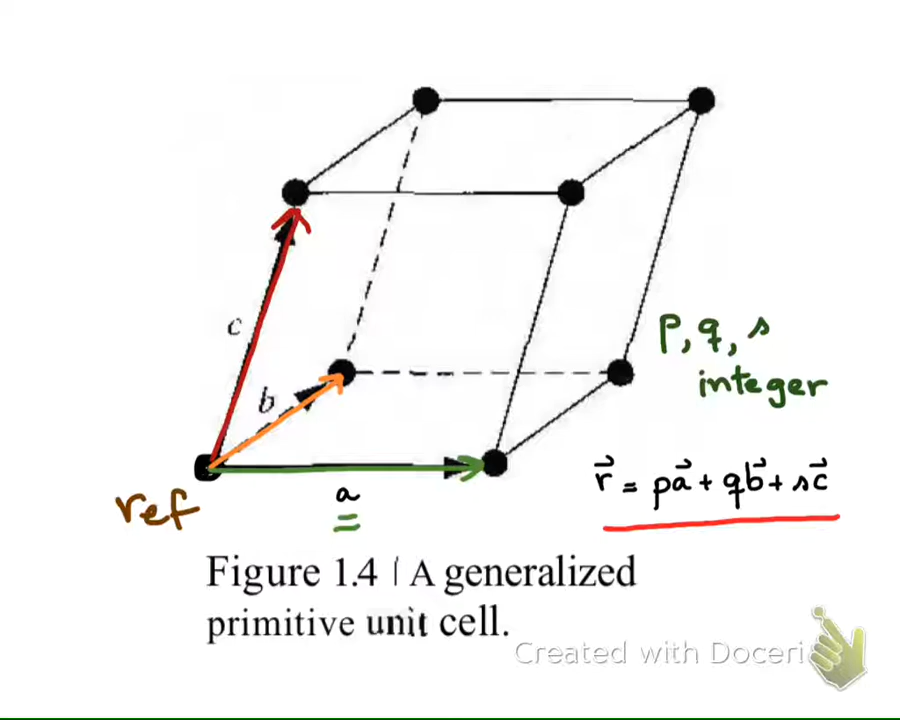 c
p, q, s
integer
b
r⃗ = pa⃗ + qb⃗ + sc⃗
a
ref
Figure 1.4 | A generalized
primitive unit cell.
Created with Doceri